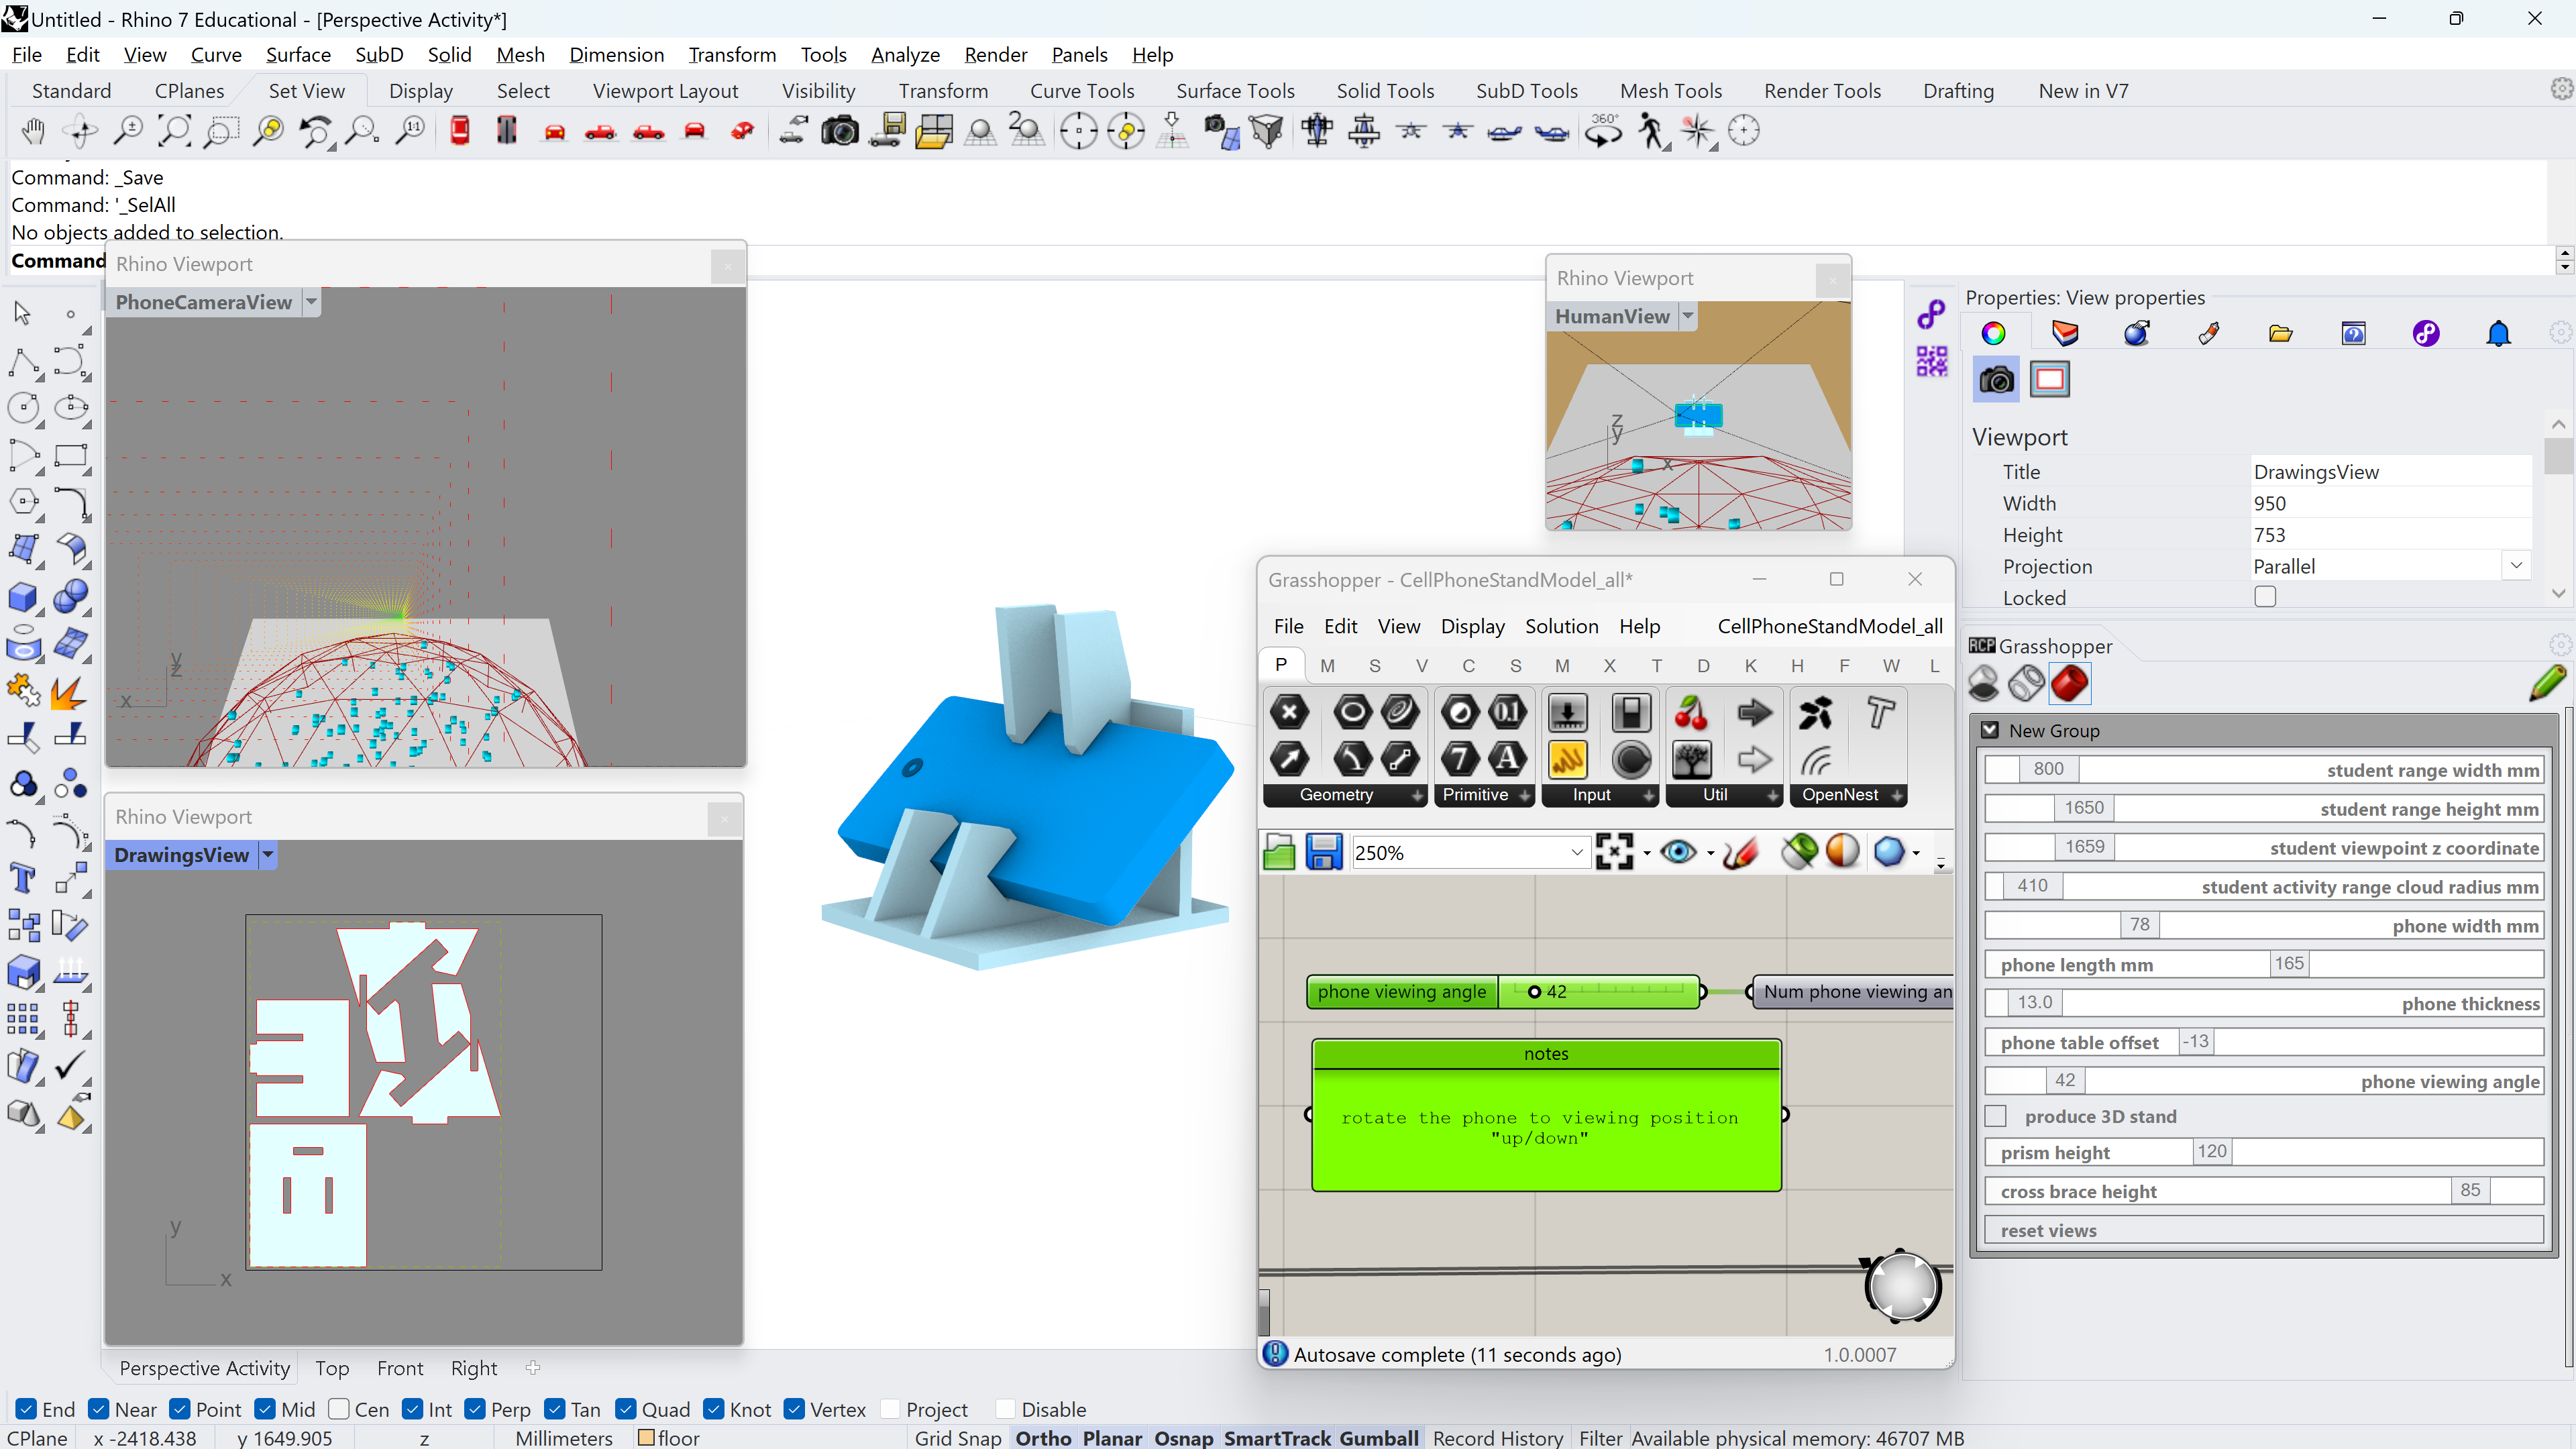 Untitled - Rhino 7 Educational - [Perspective Activity*]
File Edit View Curve Surface SubD Solid Mesh Dimension Transform Tools Analyze Render Panels Help
Standard CPlanes Set View Display Select Viewport Layout Visibility Transform Curve Tools Surface Tools Solid Tools SubD Tools Mesh Tools Render Tools Drafting New in V7
1:1 2 360°
Command: _Save
Command: '_SelAll
No objects added to selection.
Command
Rhino Viewport
PhoneCameraView
y
z
x
Rhino Viewport
HumanView
z
y
x
Properties: View properties
Viewport
Title DrawingsView
Width 950
Height 753
Projection Parallel
Locked
Grasshopper - CellPhoneStandModel_all*
File Edit View Display Solution Help CellPhoneStandModel_all
P M S V C S M X T D K H F W L
0.1
7 A
Geometry Primitive Input Util OpenNest
250%
phone viewing angle 42 Num phone viewing an
notes
rotate the phone to viewing position
"up/down"
Autosave complete (11 seconds ago) 1.0.0007
RCP Grasshopper
New Group
800 student range width mm
1650 student range height mm
1659 student viewpoint z coordinate
410 student activity range cloud radius mm
78 phone width mm
phone length mm 165
13.0 phone thickness
phone table offset -13
42 phone viewing angle
produce 3D stand
prism height 120
cross brace height 85
reset views
Rhino Viewport
DrawingsView
y
x
Perspective Activity Top Front Right
End Near Point Mid Cen Int Perp Tan Quad Knot Vertex Project Disable
CPlane x -2418.438 y 1649.905 z Millimeters floor Grid Snap Ortho Planar Osnap SmartTrack Gumball Record History Filter Available physical memory: 46707 MB